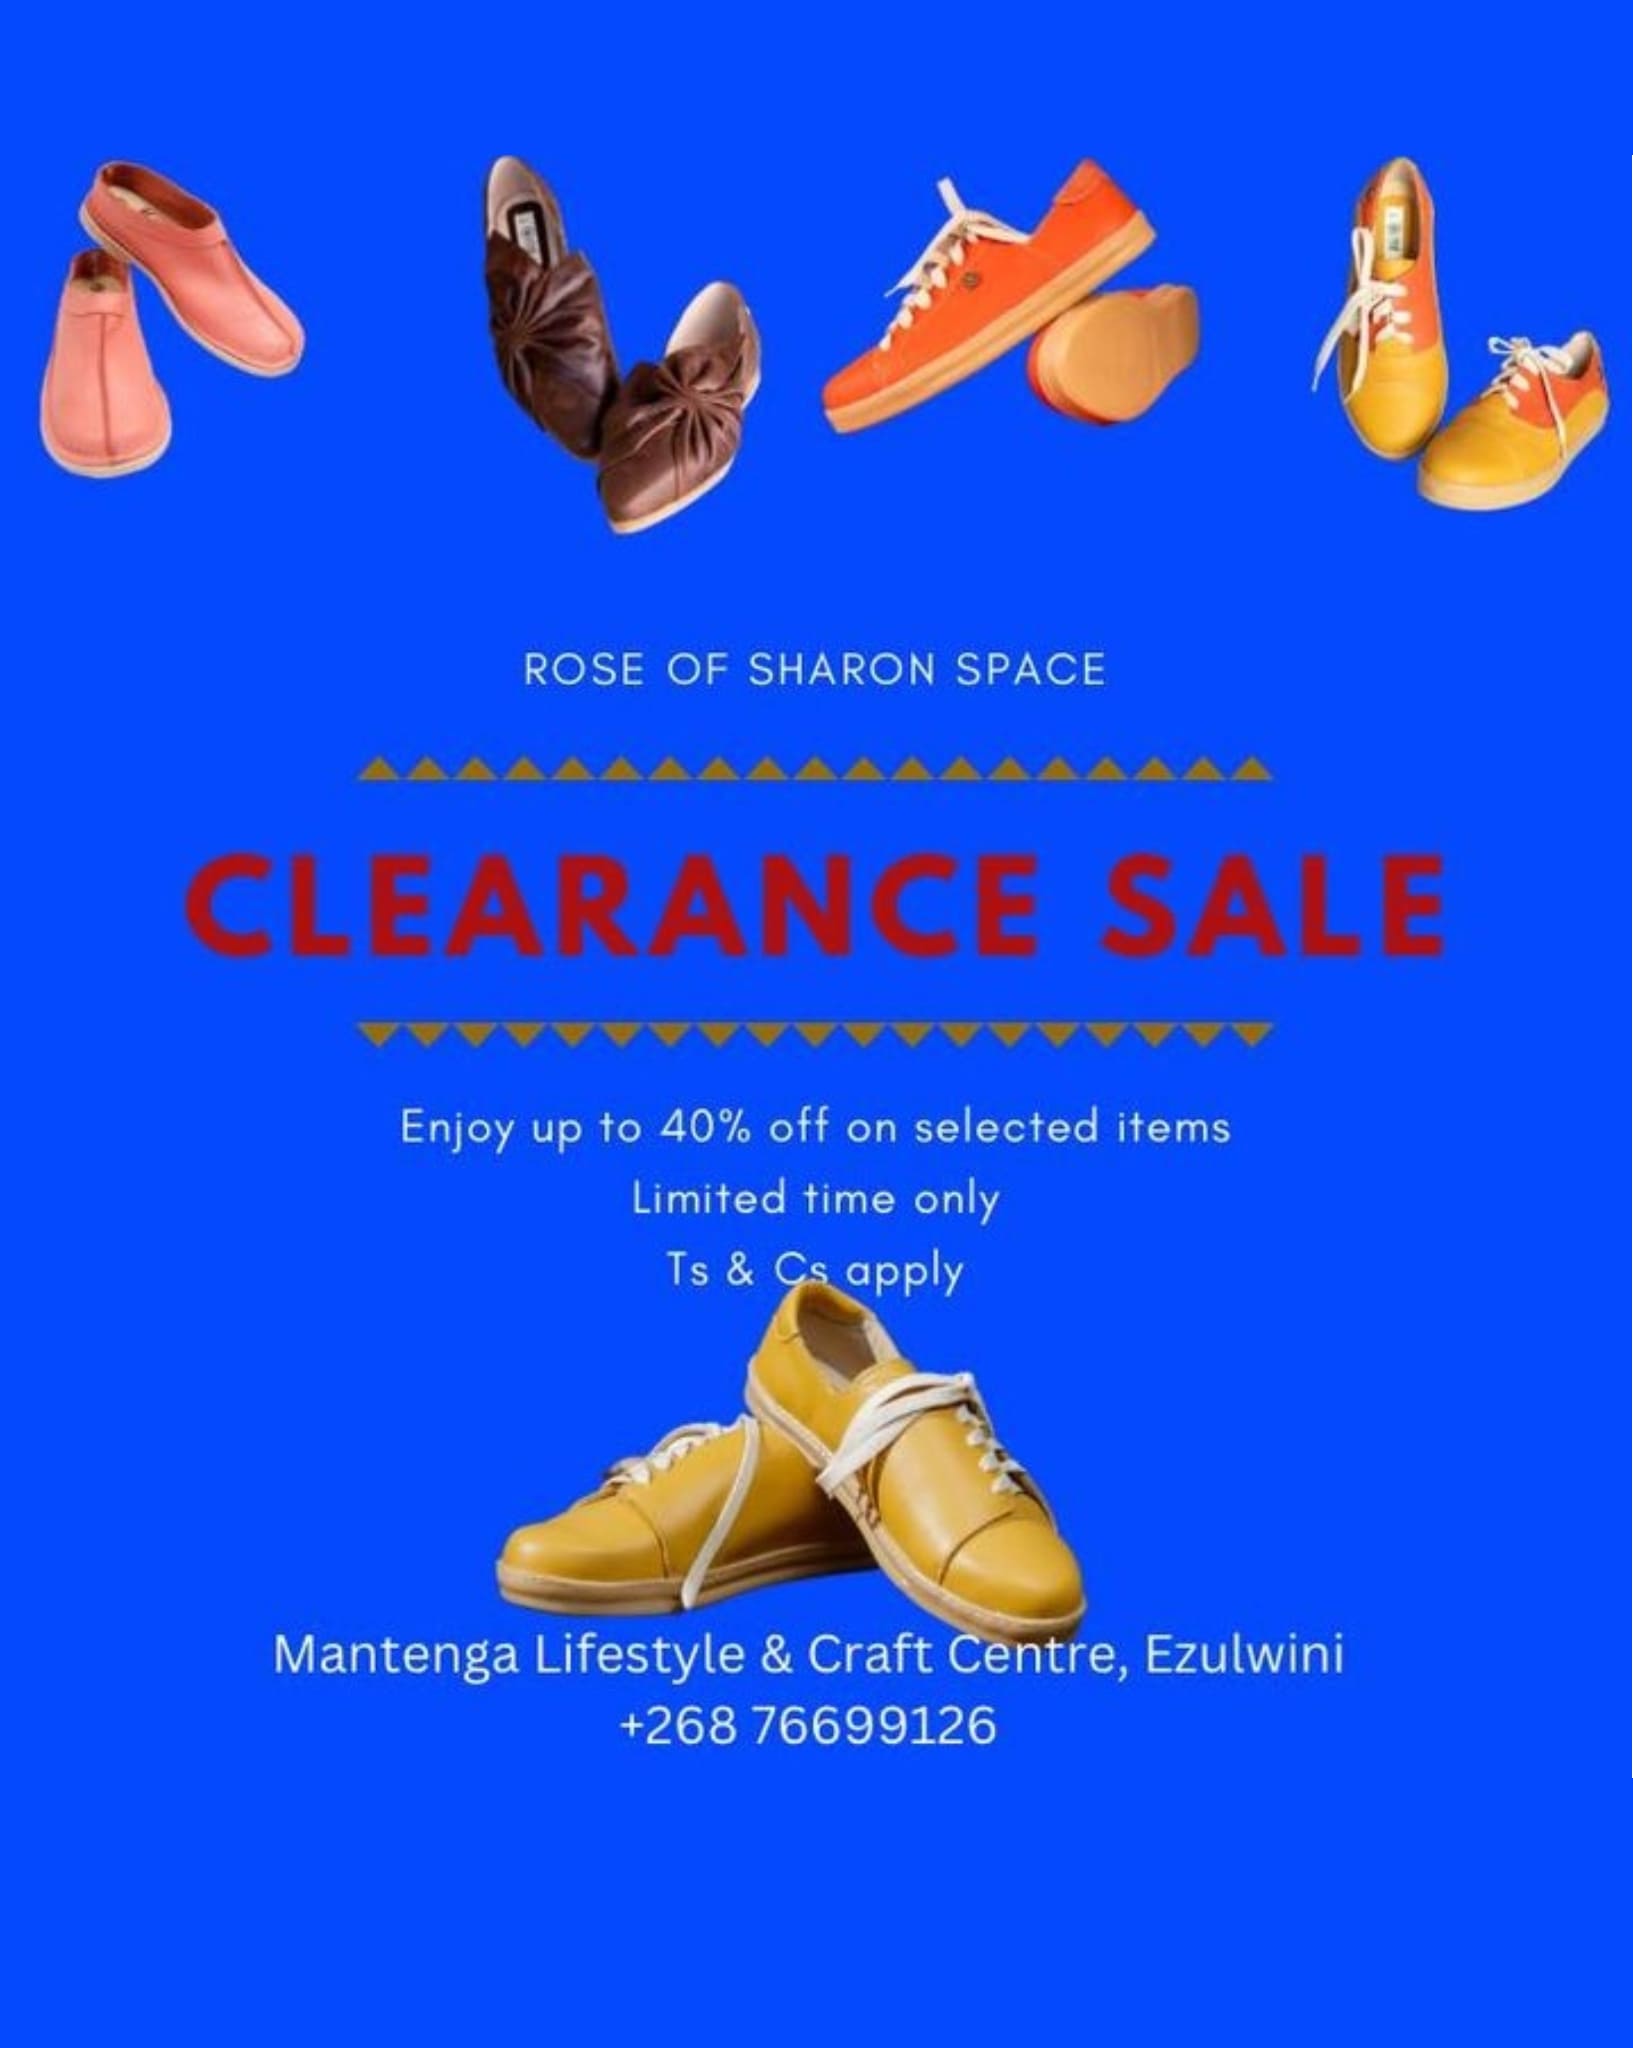 ROSE OF SHARON SPACE
CLEARANCE SALE
Enjoy up to 40% off on selected items
Limited time only
Ts & Cs apply
Mantenga Lifestyle & Craft Centre, Ezulwini
+268 76699126